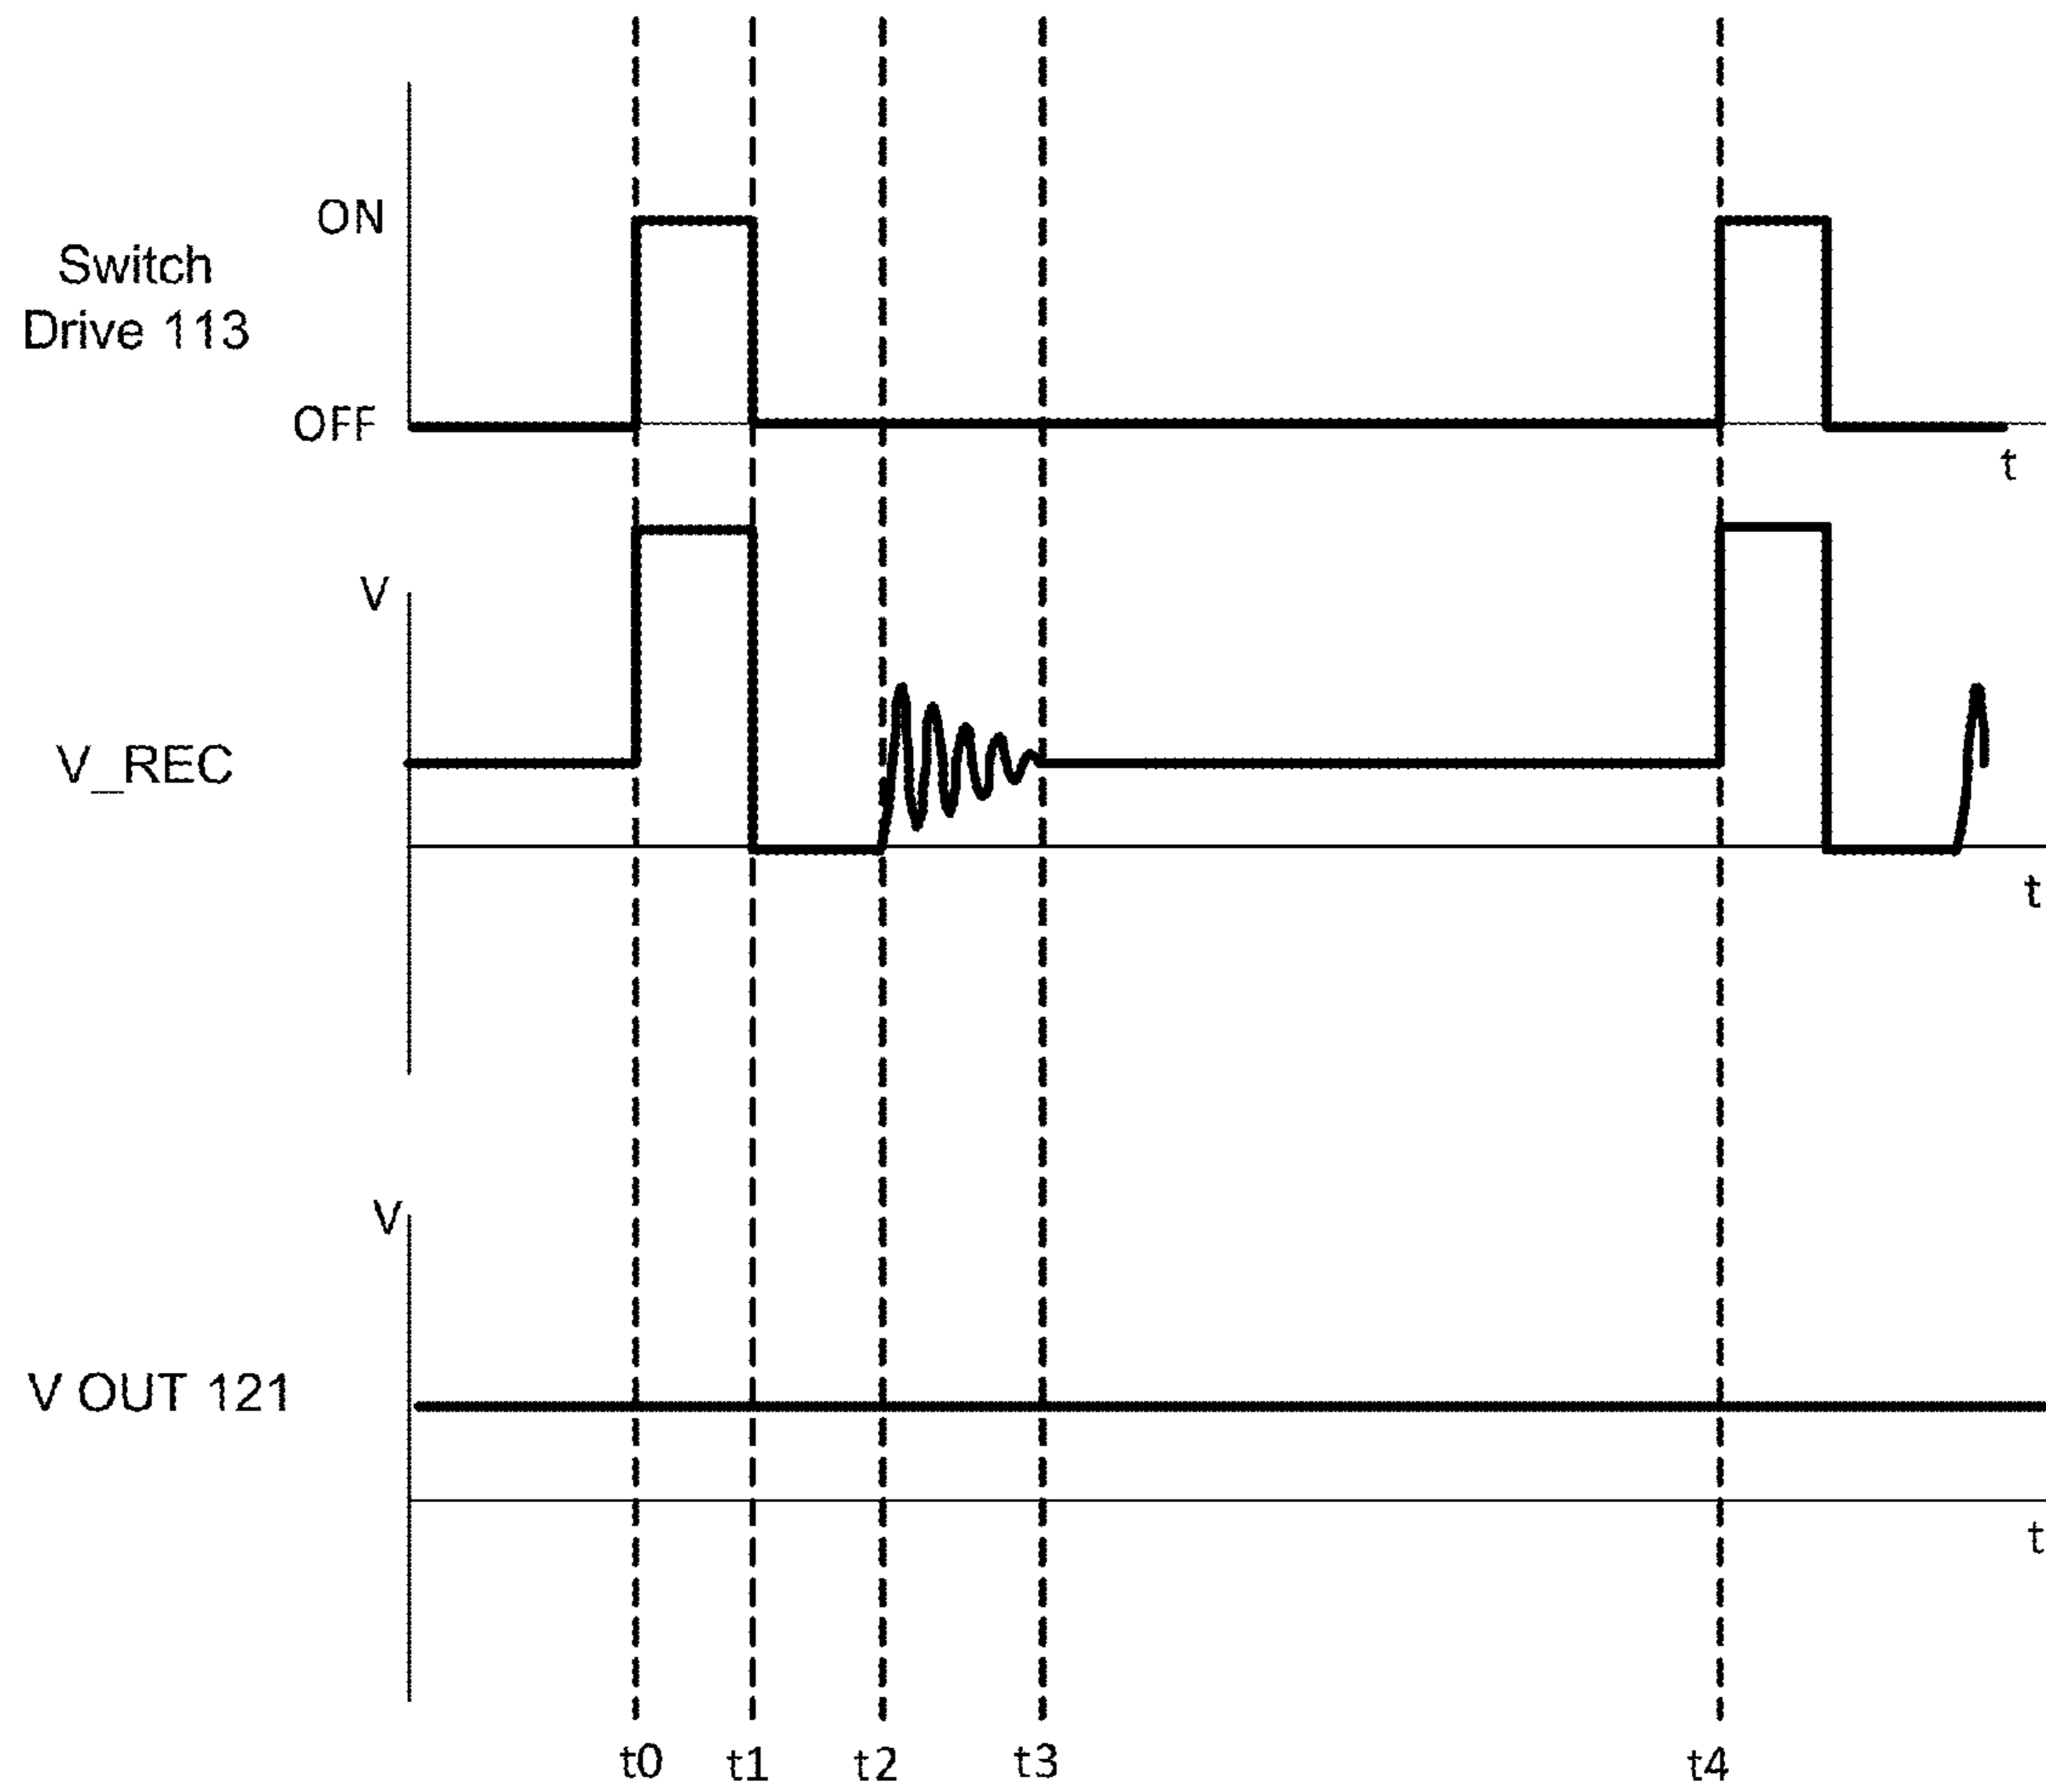 ON
Switch
Drive 113
OFF
t
V
V_REC
t
V
V OUT 121
t
t0 t1 t2 t3 t4